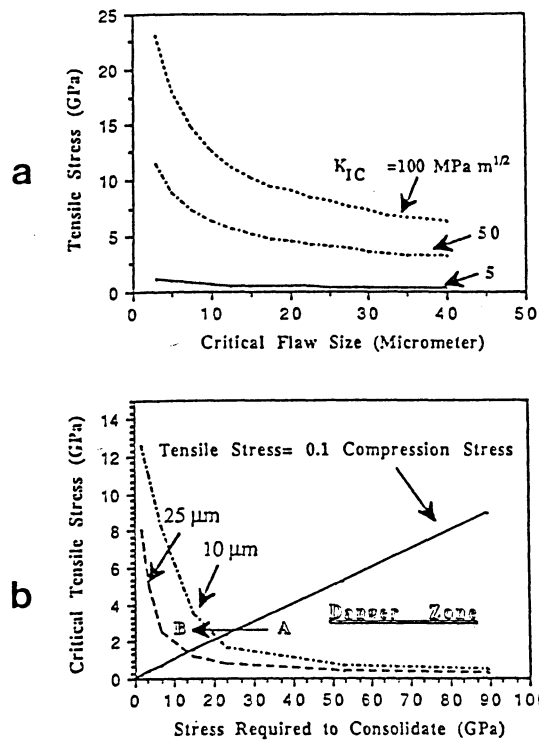 a
Tensile Stress (GPa)
25
20
15
10
5
0
K_IC =100 MPa m^1/2
50
5
0 10 20 30 40 50
Critical Flaw Size (Micrometer)
b
Critical Tensile Stress (GPa)
14
12
10
8
6
4
2
0
Tensile Stress= 0.1 Compression Stress
25 µm
10 µm
B A
Danger Zone
0 10 20 30 40 50 60 70 80 90 100
Stress Required to Consolidate (GPa)